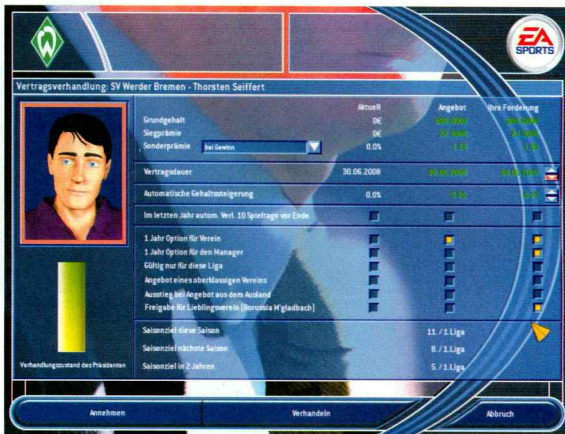 EA
SPORTS
Vertragsverhandlung: SV Werder Bremen - Thorsten Seiffert
Aktuell Angebot Ihre Forderung
Grundgehalt 0€
Siegprämie 0€
Sonderprämie bei Gewinn 0.0%
Vertragsdauer 30.06.2008
Automatische Gehaltssteigerung 0.0%
Im letzten Jahr autom. Verl. 10 Spieltage vor Ende
1 Jahr Option für Verein
1 Jahr Option für den Manager
Gültig nur für diese Liga
Angebot eines oberklassigen Vereins
Ausstieg bei Angebot aus dem Ausland
Freigabe für Lieblingsverein (Borussia M'gladbach)
Saisonziel diese Saison 11. / 1.Liga
Saisonziel nächste Saison 8. / 1.Liga
Saisonziel in 2 Jahren 5. / 1.Liga
Verhandlungszustand des Präsidenten
Annehmen Verhandeln Abbruch